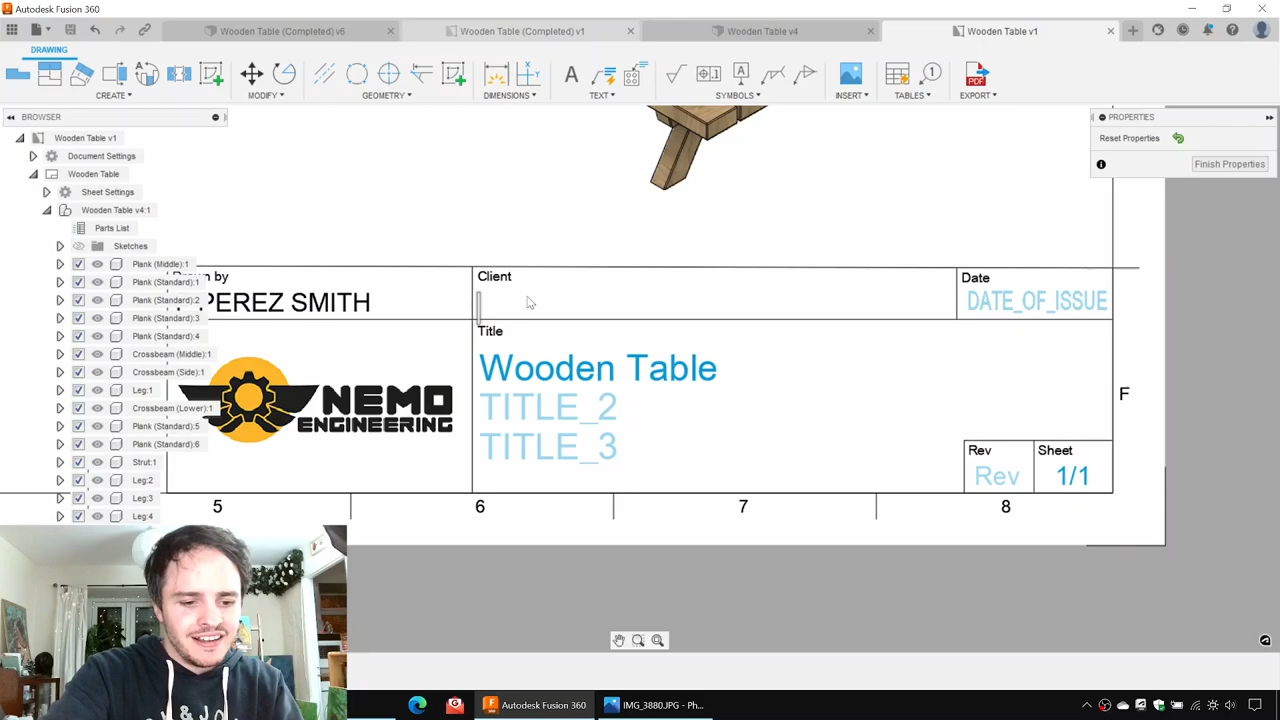 Autodesk Fusion 360
Wooden Table (Completed) v6
Wooden Table (Completed) v1
Wooden Table v4
Wooden Table v1
DRAWING
CREATE
MODIFY
GEOMETRY
DIMENSIONS
TEXT
SYMBOLS
INSERT
TABLES
EXPORT
BROWSER
Wooden Table v1
Document Settings
Wooden Table
Sheet Settings
Wooden Table v4:1
Parts List
Sketches
Plank (Middle):1
Plank (Standard):1
Plank (Standard):2
Plank (Standard):3
Plank (Standard):4
Crossbeam (Middle):1
Crossbeam (Side):1
Leg:1
Crossbeam (Lower):1
Plank (Standard):5
Plank (Standard):6
Strut:1
Leg:2
Leg:3
Leg:4
PROPERTIES
Reset Properties
Finish Properties
by
PEREZ SMITH
Client
Date
DATE_OF_ISSUE
Title
Wooden Table
TITLE_2
TITLE_3
NEMO
ENGINEERING
Rev
Rev
Sheet
1/1
F
5
6
7
8
Autodesk Fusion 360
IMG_3880.JPG - Ph...